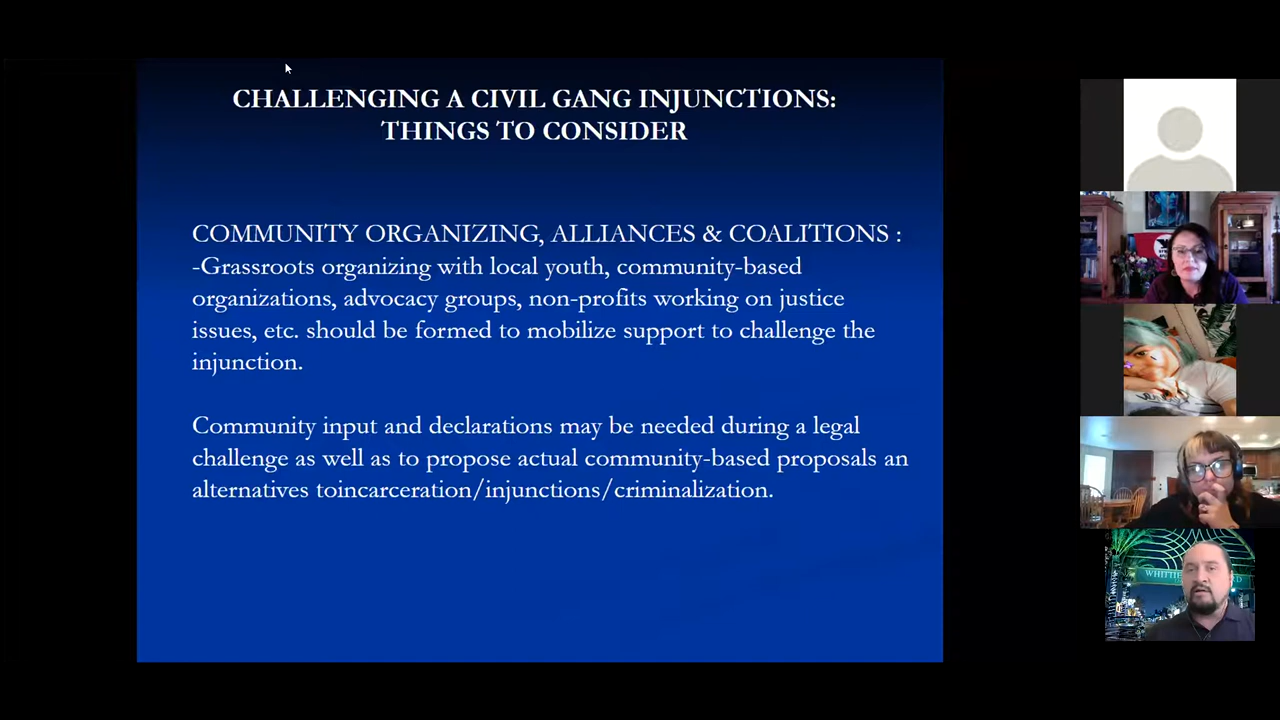 CHALLENGING A CIVIL GANG INJUNCTIONS:
THINGS TO CONSIDER
COMMUNITY ORGANIZING, ALLIANCES & COALITIONS :
-Grassroots organizing with local youth, community-based
organizations, advocacy groups, non-profits working on justice
issues, etc. should be formed to mobilize support to challenge the
injunction.
Community input and declarations may be needed during a legal
challenge as well as to propose actual community-based proposals an
alternatives toincarceration/injunctions/criminalization.